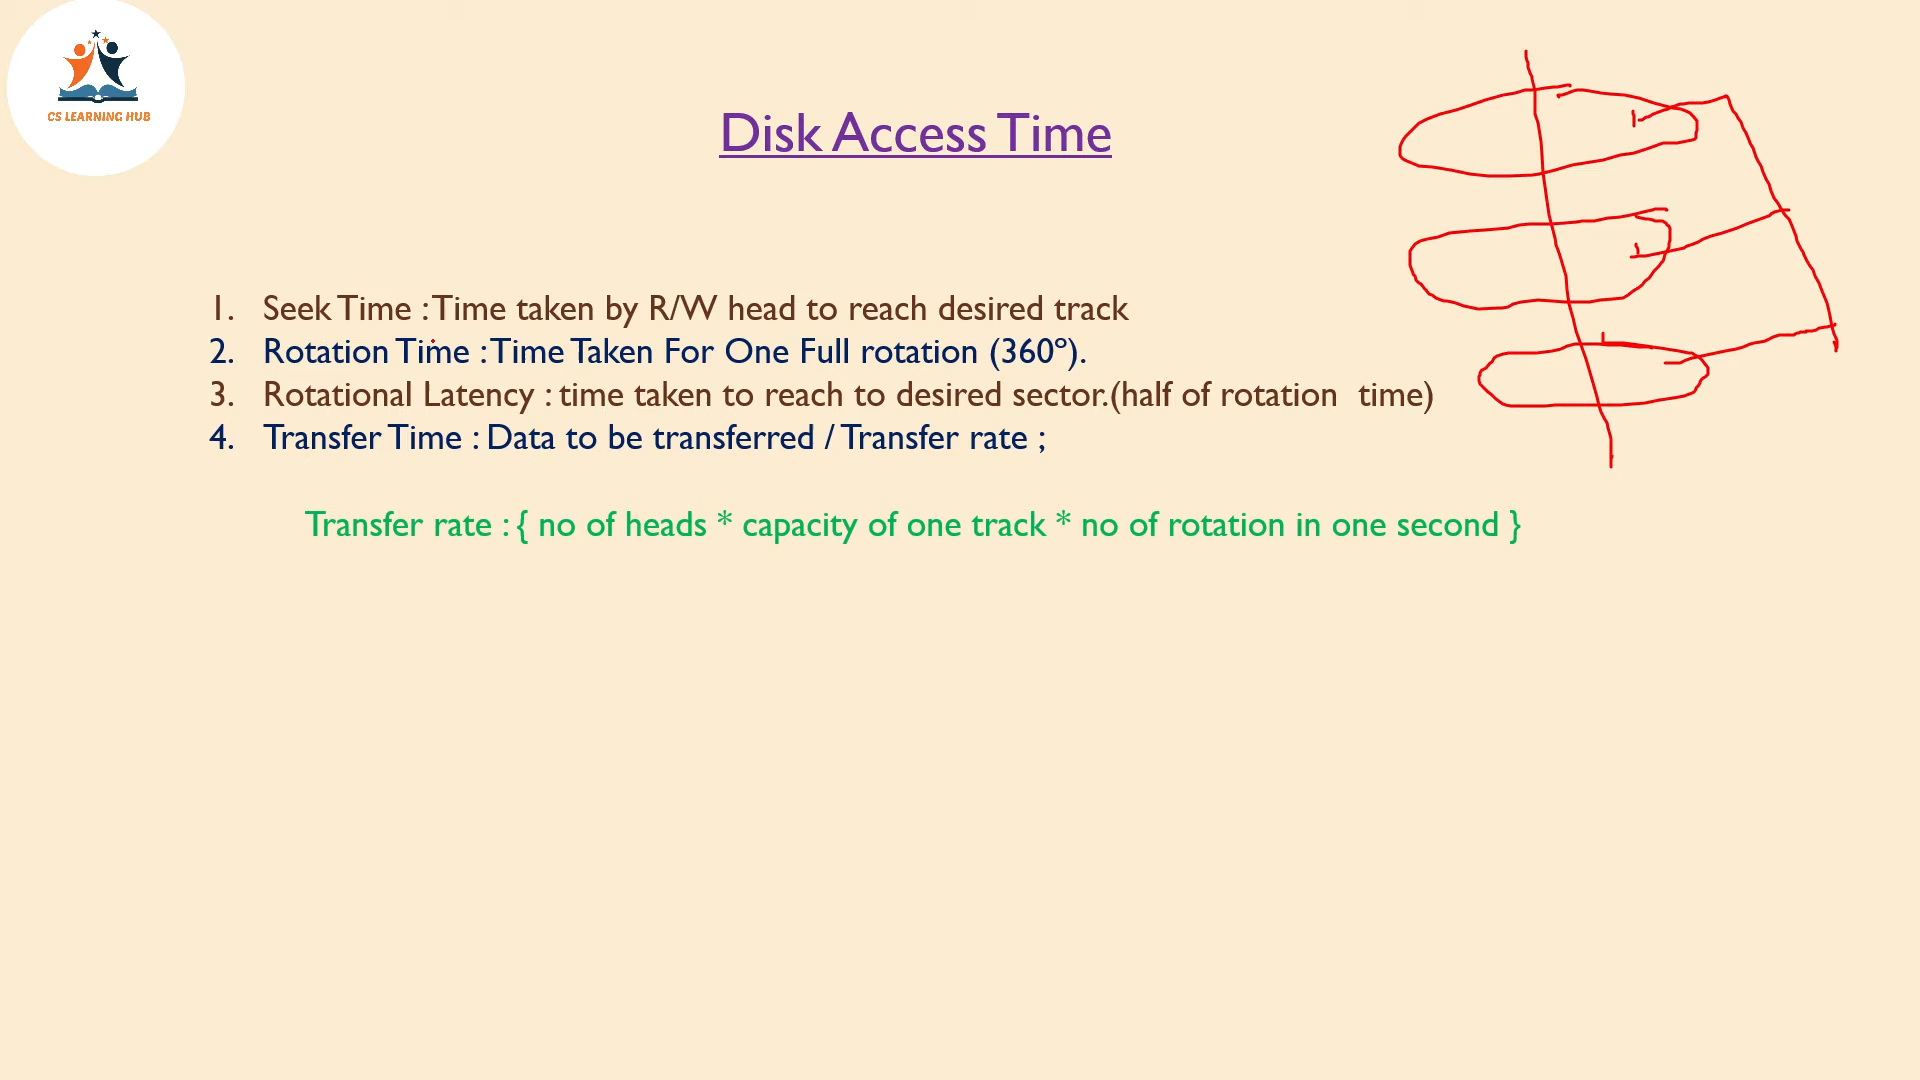 CS LEARNING HUB
Disk Access Time
1. Seek Time : Time taken by R/W head to reach desired track
2. Rotation Time : Time Taken For One Full rotation (360º).
3. Rotational Latency : time taken to reach to desired sector.(half of rotation time)
4. Transfer Time : Data to be transferred / Transfer rate ;
Transfer rate : { no of heads * capacity of one track * no of rotation in one second }